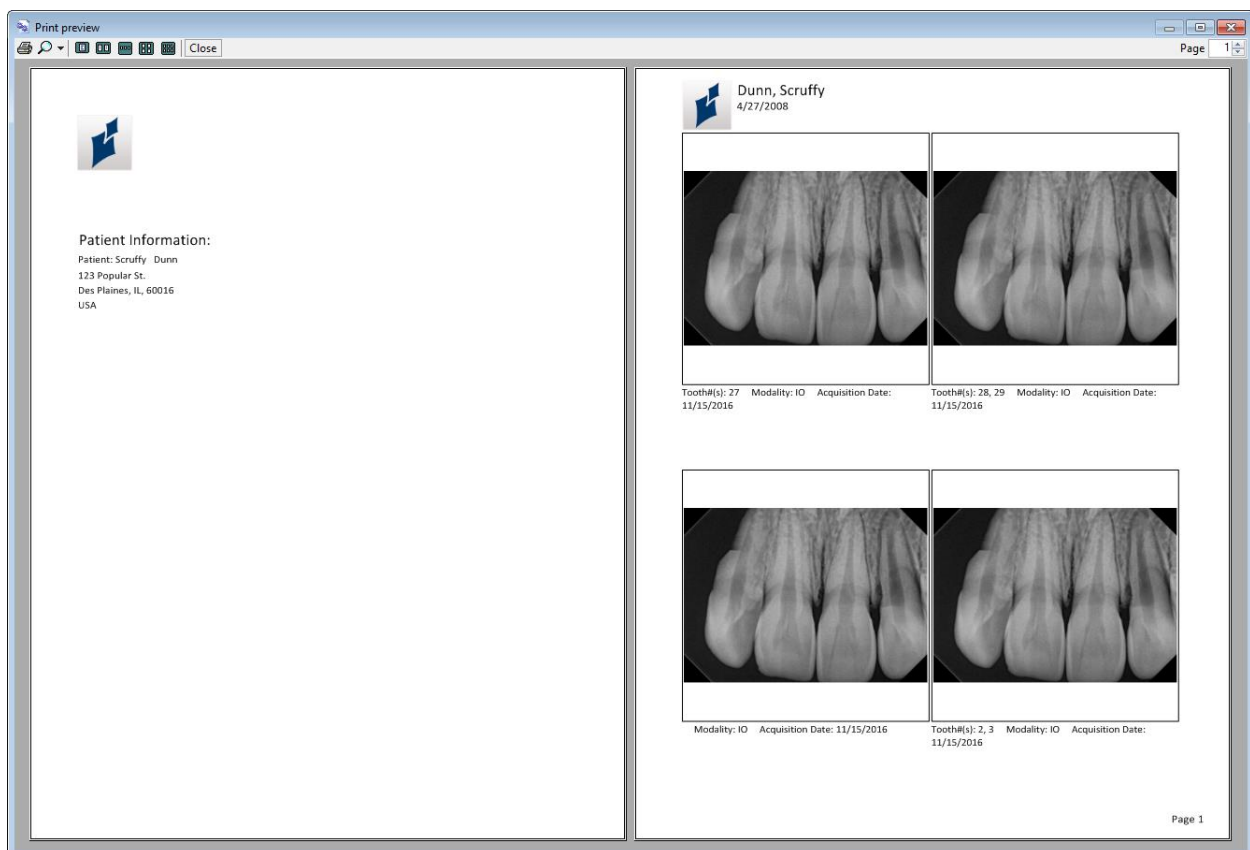 Print preview
Close
Page 1
Patient Information:
Patient: Scruffy Dunn
123 Popular St.
Des Plaines, IL, 60016
USA
Dunn, Scruffy
4/27/2008
Tooth#(s): 27 Modality: IO Acquisition Date:
11/15/2016
Tooth#(s): 28, 29 Modality: IO Acquisition Date:
11/15/2016
Modality: IO Acquisition Date: 11/15/2016
Tooth#(s): 2, 3 Modality: IO Acquisition Date:
11/15/2016
Page 1